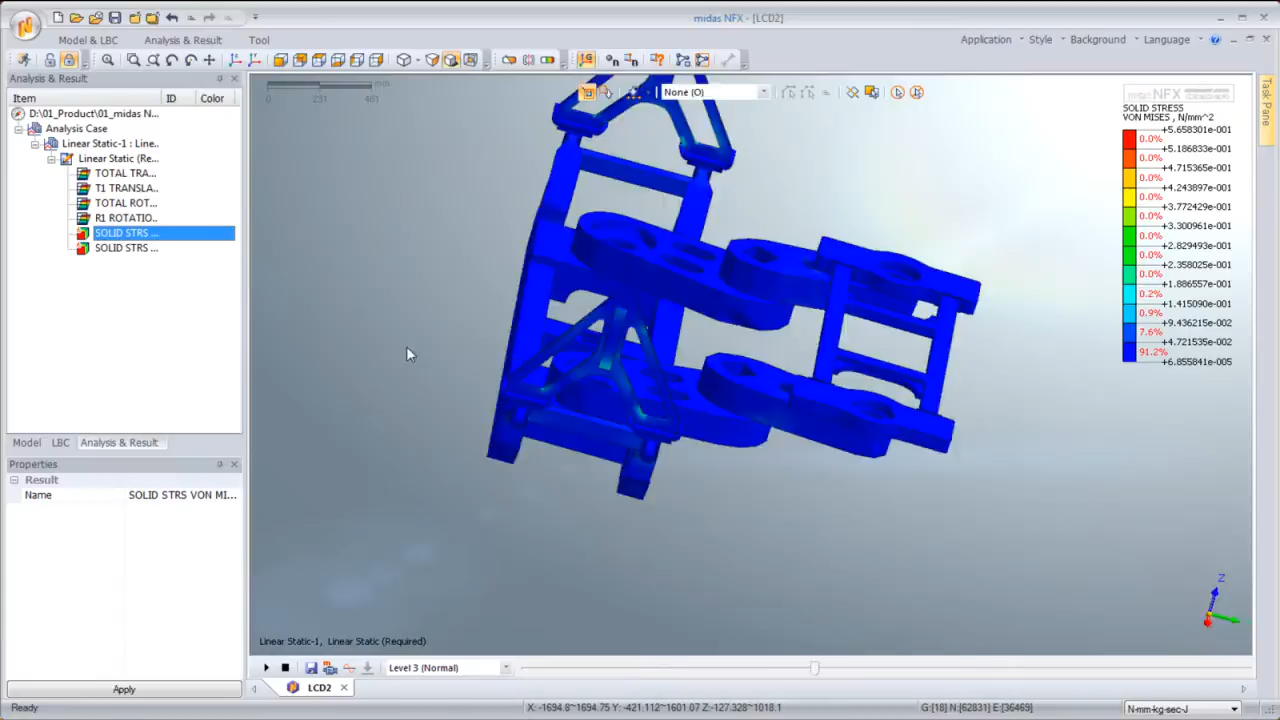 midas NFX - [LCD2]
Model & LBC Analysis & Result Tool
Application Style Background Language
Analysis & Result
Item ID Color
D:\01_Product\01_midas N...
Analysis Case
Linear Static-1 : Line..
Linear Static (Re...
TOTAL TRA...
T1 TRANSLA..
TOTAL ROT...
R1 ROTATIO..
SOLID STRS ...
SOLID STRS ...
Model LBC Analysis & Result
Properties
Result
Name SOLID STRS VON MI...
Apply
Ready
mm
0 231 461
None (O)
midas NFX
SOLID STRESS
VON MISES , N/mm^2
+5.658301e-001
0.0%
+5.186833e-001
0.0%
+4.715365e-001
0.0%
+4.243897e-001
0.0%
+3.772429e-001
0.0%
+3.300961e-001
0.0%
+2.829493e-001
0.0%
+2.358025e-001
0.0%
+1.886557e-001
0.2%
+1.415090e-001
0.9%
+9.436215e-002
7.6%
+4.721535e-002
91.2%
+6.855841e-005
Z
Linear Static-1, Linear Static (Required)
Level 3 (Normal)
LCD2
X: -1694.8~1694.75 Y: -421.112~1601.07 Z:-127.328~1018.1
G:[18] N:[62831] E:[36469]
N-mm-kg-sec-J
Task Pane